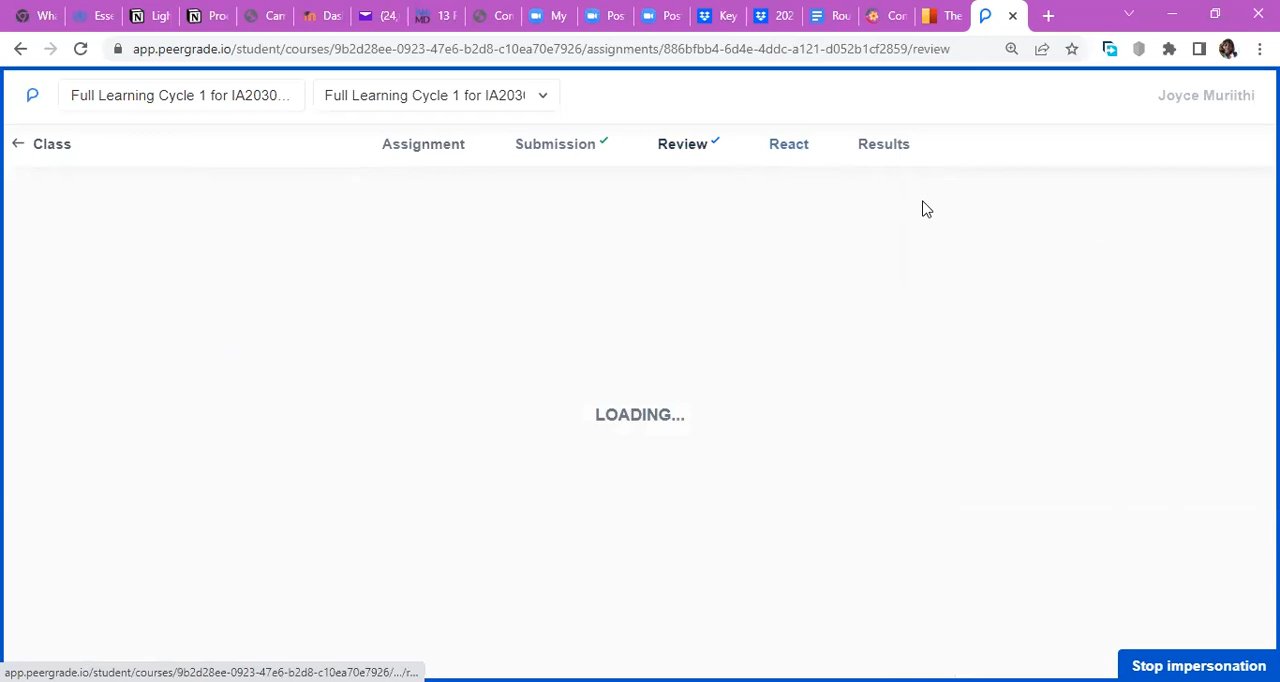 Wha Esse Ligh Pro Can Das (24, 13 F Cor My Pos Pos Key 202 Rou Cor The
app.peergrade.io/student/courses/9b2d28ee-0923-47e6-b2d8-c10ea70e7926/assignments/886bfbb4-6d4e-4ddc-a121-d052b1cf2859/review
Full Learning Cycle 1 for IA2030... Full Learning Cycle 1 for IA203 Joyce Muriithi
Class Assignment Submission Review React Results
LOADING...
app.peergrade.io/student/courses/9b2d28ee-0923-47e6-b2d8-c10ea70e7926/.../r...
Stop impersonation